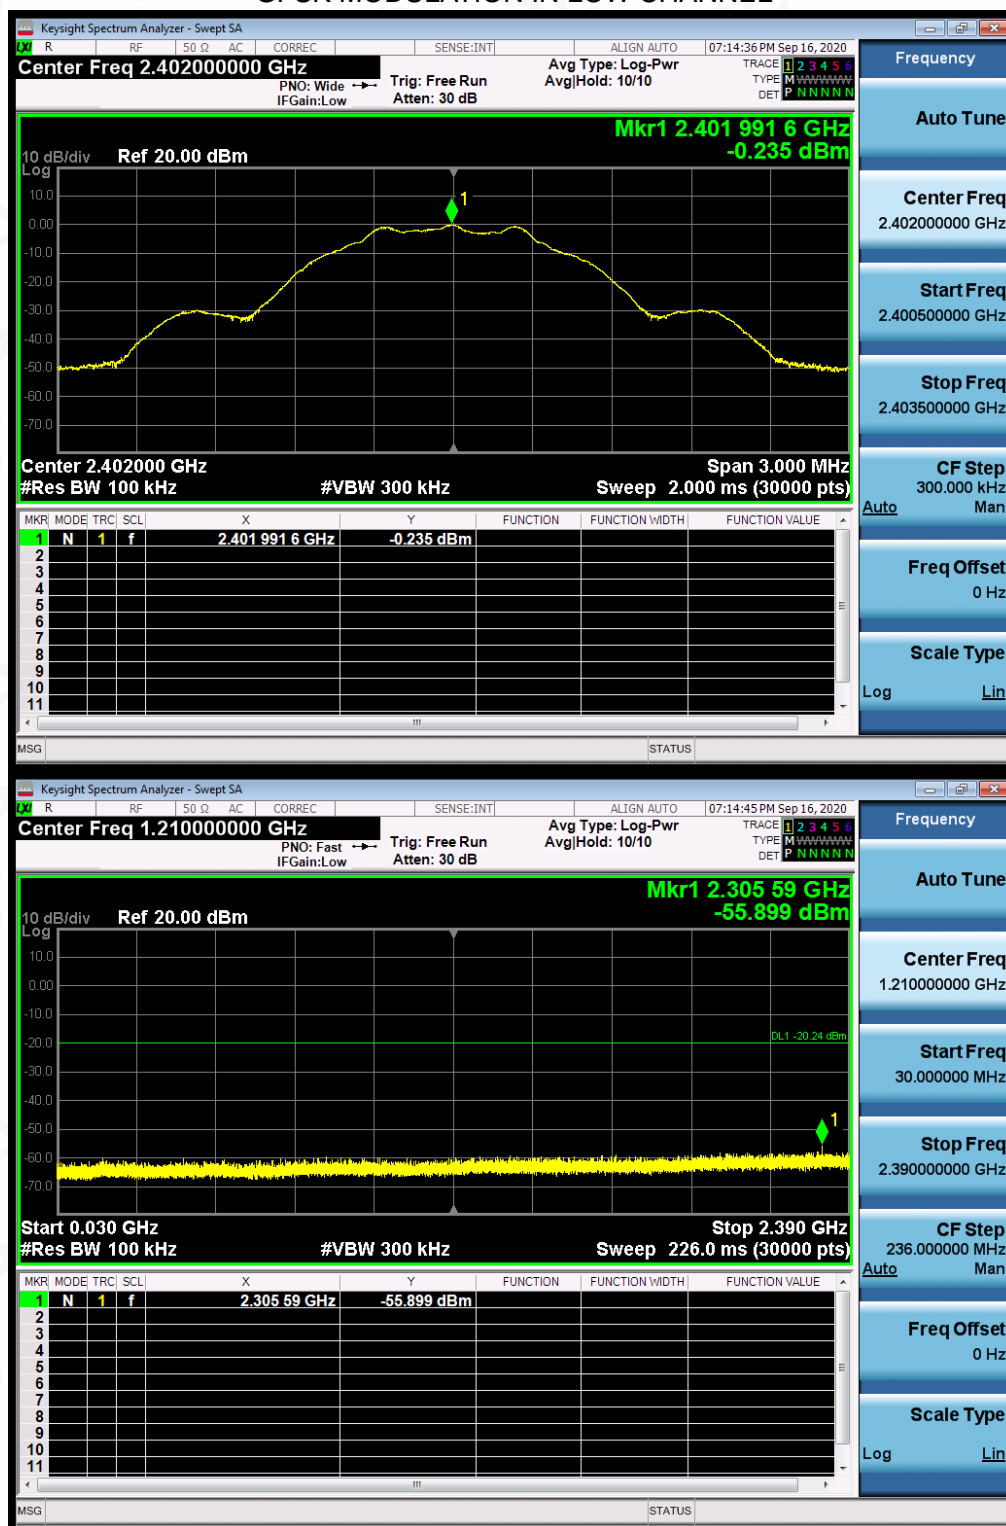 Keysight Spectrum Analyzer - Swept SA
LXI R RF 50 Ω AC CORREC SENSE:INT ALIGN AUTO 07:14:36 PM Sep 16, 2020
Center Freq 2.402000000 GHz
PNO: Wide
IFGain:Low
Trig: Free Run
Atten: 30 dB
Avg Type: Log-Pwr
Avg|Hold: 10/10
TRACE 1 2 3 4 5 6
TYPE M WWWWW
DET P N N N N N
Mkr1 2.401 991 6 GHz
-0.235 dBm
10 dB/div Ref 20.00 dBm
Log
10.0
1
0.00
-10.0
-20.0
-30.0
-40.0
-50.0
-60.0
-70.0
Center 2.402000 GHz Span 3.000 MHz
#Res BW 100 kHz #VBW 300 kHz Sweep 2.000 ms (30000 pts)
MKR MODE TRC SCL X Y FUNCTION FUNCTION WIDTH FUNCTION VALUE
1 N 1 f 2.401 991 6 GHz -0.235 dBm
2
3
4
5
6
7
8
9
10
11
MSG STATUS
Frequency
Auto Tune
Center Freq
2.402000000 GHz
Start Freq
2.400500000 GHz
Stop Freq
2.403500000 GHz
CF Step
300.000 kHz
Auto Man
Freq Offset
0 Hz
Scale Type
Log Lin
Keysight Spectrum Analyzer - Swept SA
LXI R RF 50 Ω AC CORREC SENSE:INT ALIGN AUTO 07:14:45 PM Sep 16, 2020
Center Freq 1.210000000 GHz
PNO: Fast
IFGain:Low
Trig: Free Run
Atten: 30 dB
Avg Type: Log-Pwr
Avg|Hold: 10/10
TRACE 1 2 3 4 5 6
TYPE M WWWWW
DET P N N N N N
Mkr1 2.305 59 GHz
-55.899 dBm
10 dB/div Ref 20.00 dBm
Log
10.0
0.00
-10.0
-20.0
DL1 -20.24 dBm
-30.0
-40.0
-50.0
1
-60.0
-70.0
Start 0.030 GHz Stop 2.390 GHz
#Res BW 100 kHz #VBW 300 kHz Sweep 226.0 ms (30000 pts)
MKR MODE TRC SCL X Y FUNCTION FUNCTION WIDTH FUNCTION VALUE
1 N 1 f 2.305 59 GHz -55.899 dBm
2
3
4
5
6
7
8
9
10
11
MSG STATUS
Frequency
Auto Tune
Center Freq
1.210000000 GHz
Start Freq
30.000000 MHz
Stop Freq
2.390000000 GHz
CF Step
236.000000 MHz
Auto Man
Freq Offset
0 Hz
Scale Type
Log Lin